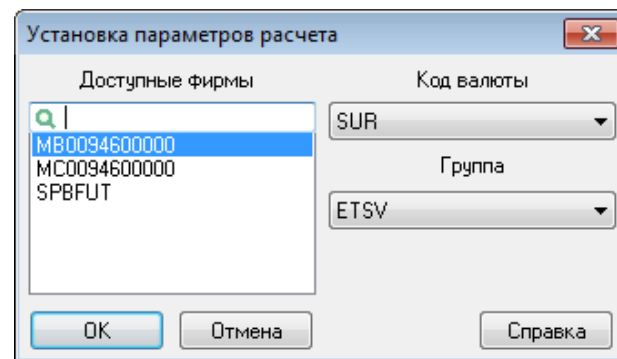 Установка параметров расчета
Доступные фирмы
Код валюты
SUR
MB0094600000
MC0094600000
SPBFUT
Группа
ETSV
OK
Отмена
Справка